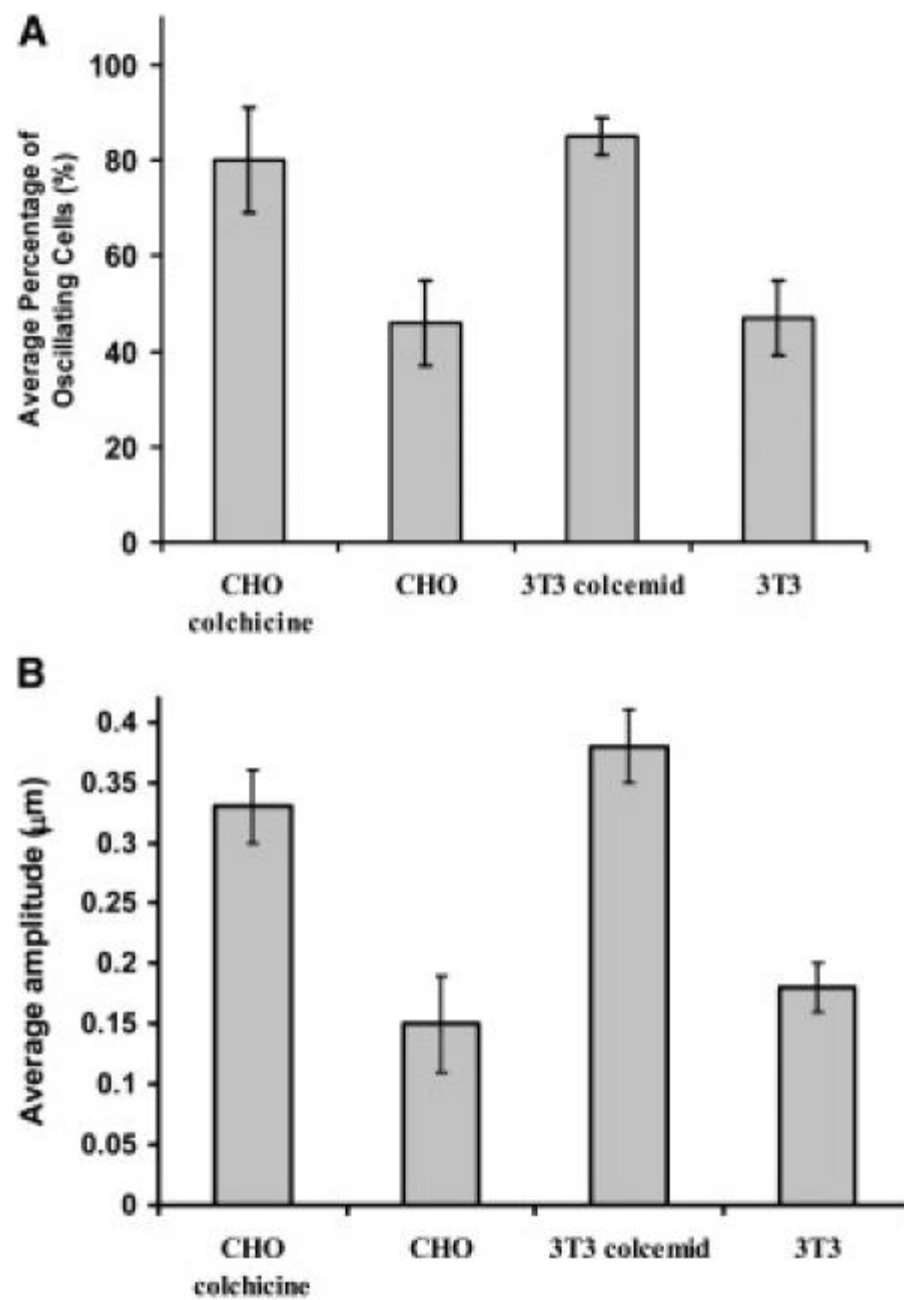 A
Average Percentage of
Oscillating Cells (%)
100
80
60
40
20
0
CHO
colchicine
CHO
3T3 colcemid
3T3
B
Average amplitude (μm)
0.4
0.35
0.3
0.25
0.2
0.15
0.1
0.05
0
CHO
colchicine
CHO
3T3 colcemid
3T3